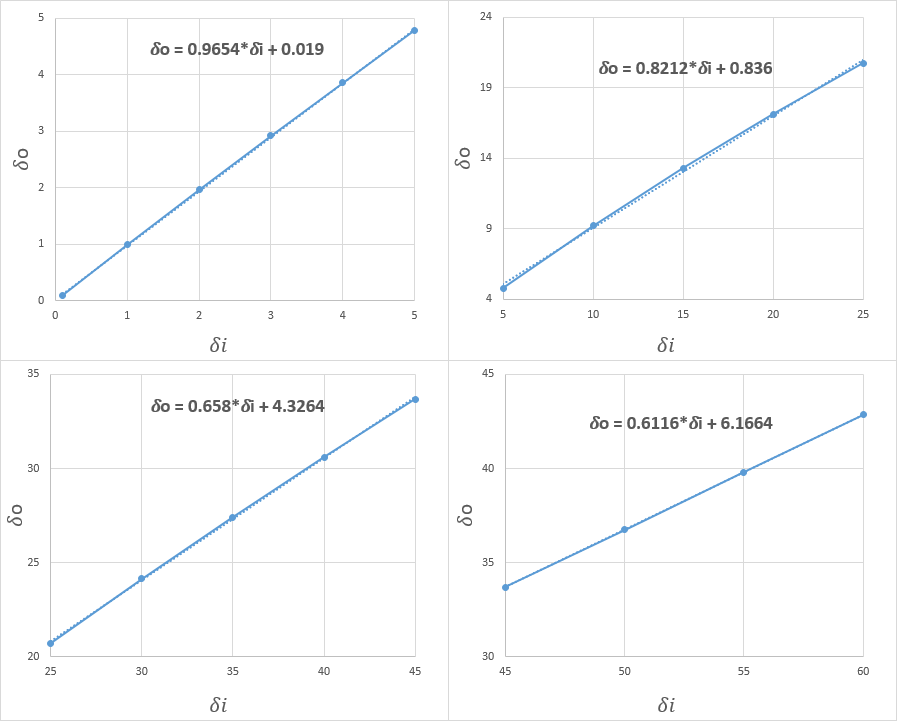 5
4
3
2
1
0
δo
δo = 0.9654*δi + 0.019
0 1 2 3 4 5
δi
24
19
14
9
4
δo
δo = 0.8212*δi + 0.836
5 10 15 20 25
δi
35
30
25
20
δo
δo = 0.658*δi + 4.3264
25 30 35 40 45
δi
45
40
35
30
δo
δo = 0.6116*δi + 6.1664
45 50 55 60
δi